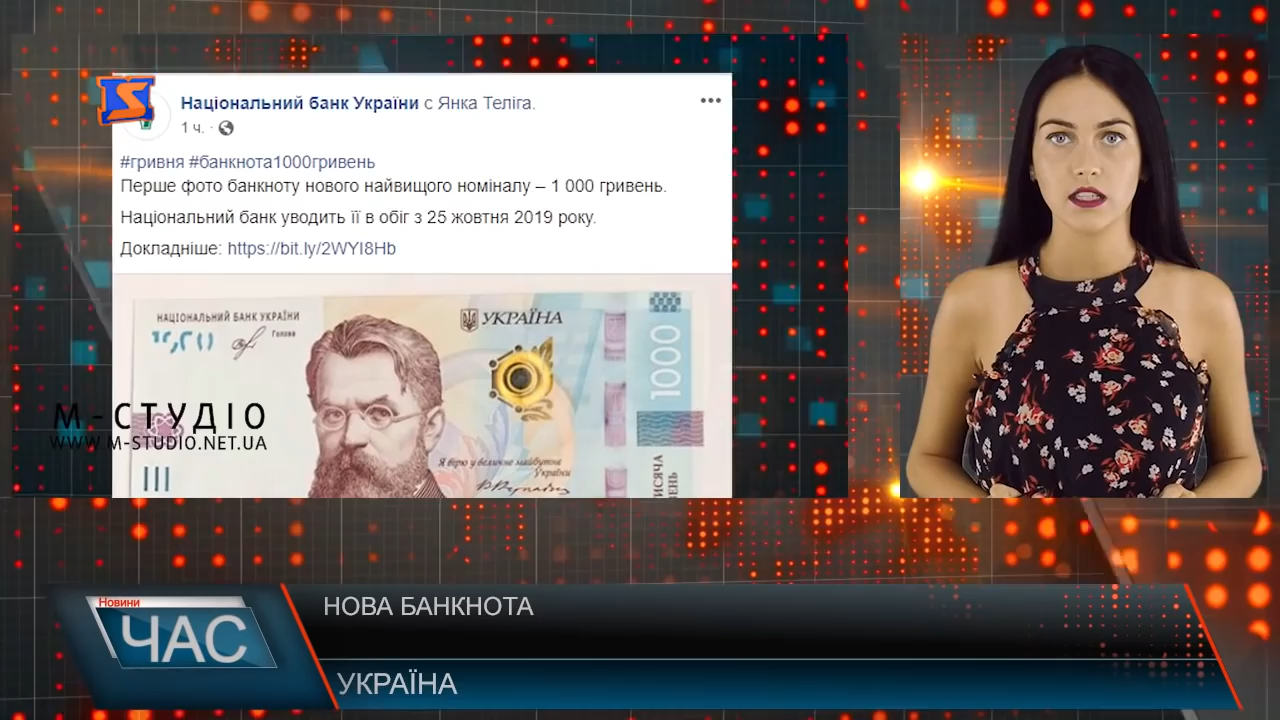 Національний банк України с Янка Теліга.
1 ч. ·
#гривня #банкнота1000гривень
Перше фото банкноту нового найвищого номіналу – 1 000 гривень.
Національний банк уводить її в обіг з 25 жовтня 2019 року.
Докладніше: https://bit.ly/2WYI8Hb
НАЦІОНАЛЬНИЙ БАНК УКРАЇНИ
Голова
УКРАЇНА
1000
Я вірю у величне майбутнє
України
М-СТУДІО
WWW.M-STUDIO.NET.UA
Новини
ЧАС
НОВА БАНКНОТА
УКРАЇНА